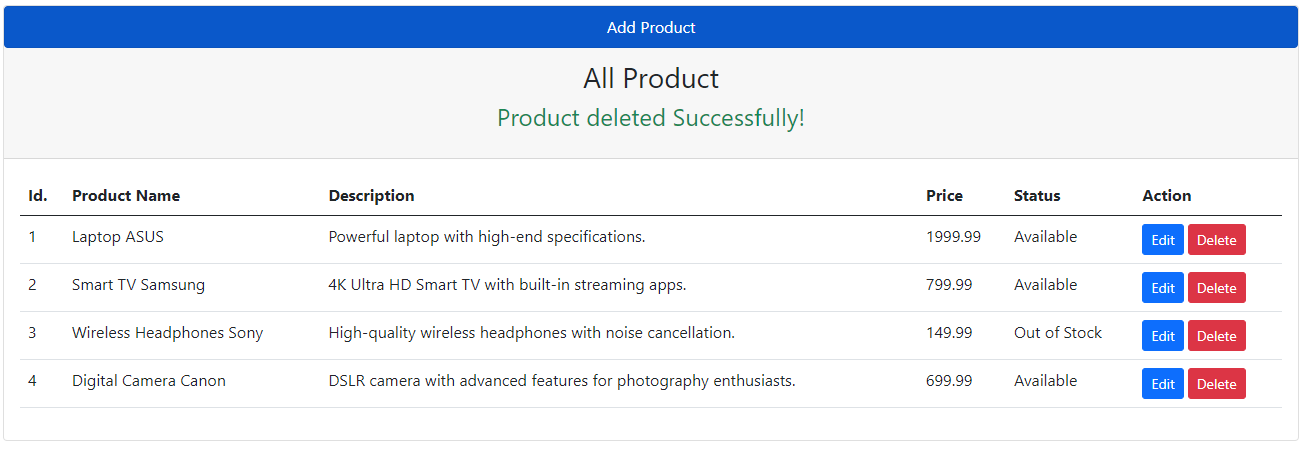 Add Product
All Product
Product deleted Successfully!
Id. Product Name Description Price Status Action
1 Laptop ASUS Powerful laptop with high-end specifications. 1999.99 Available Edit Delete
2 Smart TV Samsung 4K Ultra HD Smart TV with built-in streaming apps. 799.99 Available Edit Delete
3 Wireless Headphones Sony High-quality wireless headphones with noise cancellation. 149.99 Out of Stock Edit Delete
4 Digital Camera Canon DSLR camera with advanced features for photography enthusiasts. 699.99 Available Edit Delete